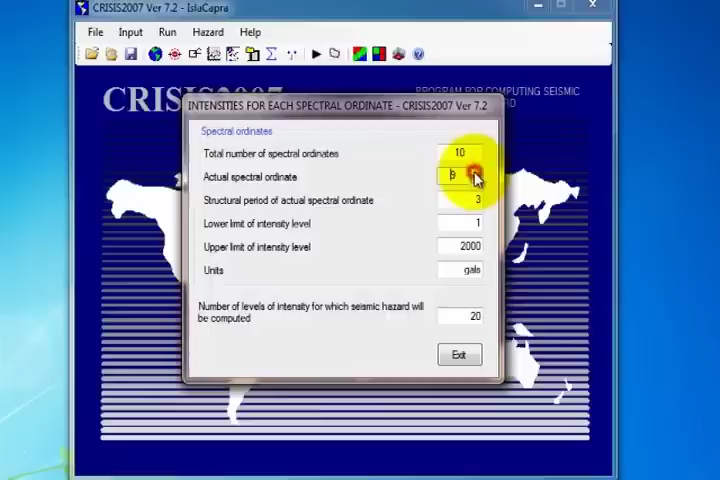 CRISIS2007 Ver 7.2 - IslaCapra
File Input Run Hazard Help
CRISIS2007
PROGRAM FOR COMPUTING SEISMIC
INTENSITIES FOR EACH SPECTRAL ORDINATE - CRISIS2007 Ver 7.2
Spectral ordinates
Total number of spectral ordinates 10
Actual spectral ordinate 9
Structural period of actual spectral ordinate 3
Lower limit of intensity level 1
Upper limit of intensity level 2000
Units gals
Number of levels of intensity for which seismic hazard will
be computed 20
Exit